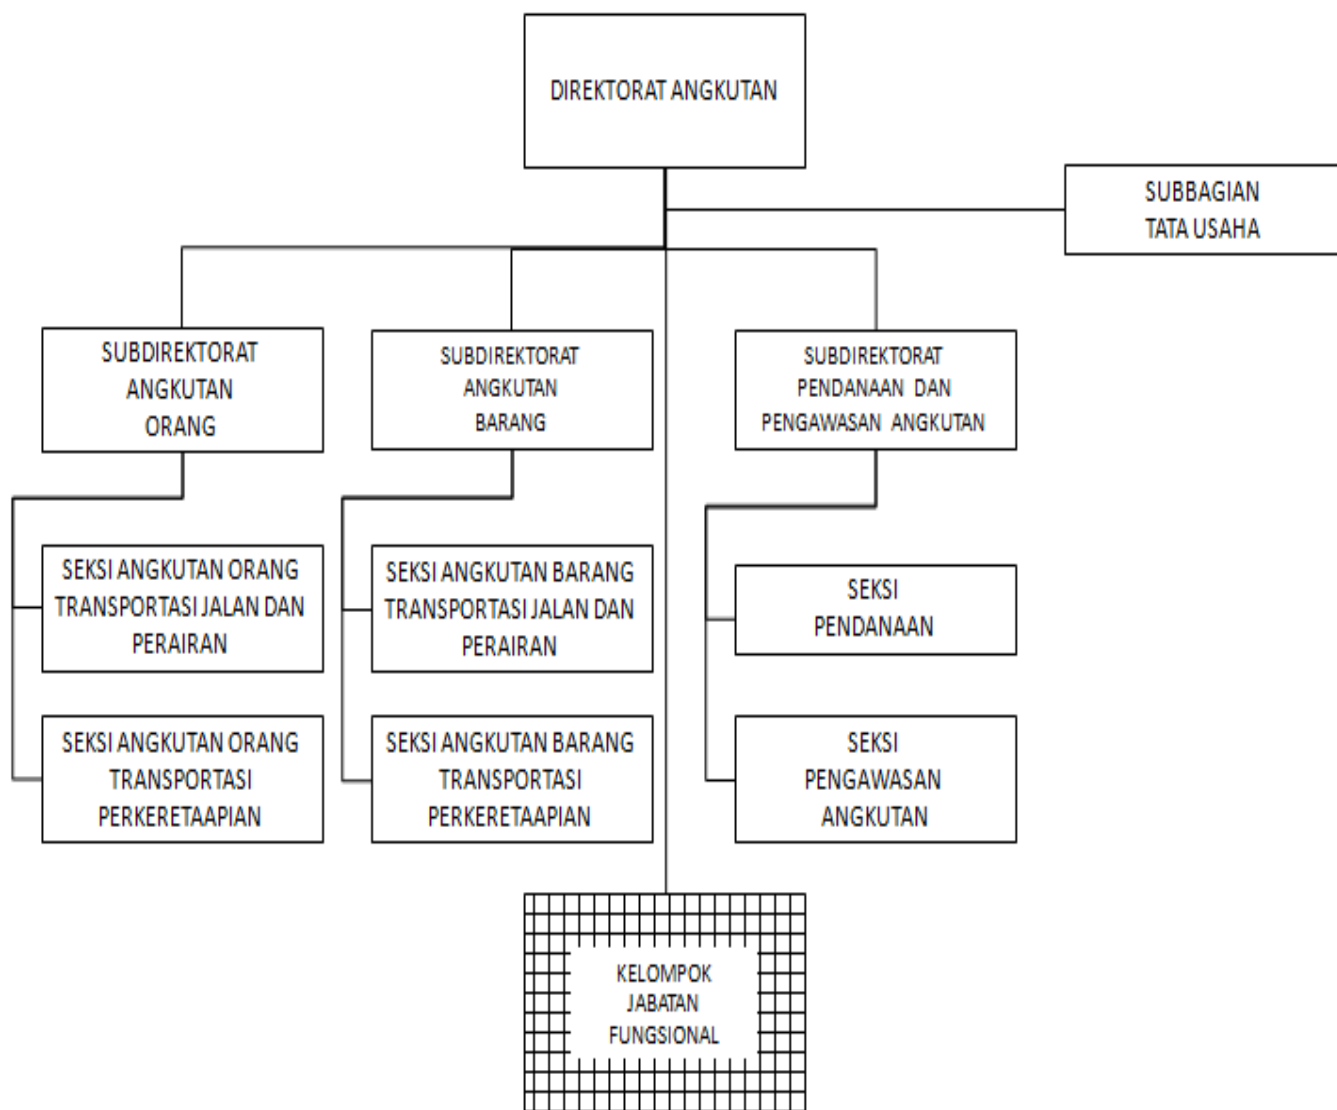 DIREKTORAT ANGKUTAN
SUBBAGIAN
TATA USAHA
SUBDIREKTORAT
ANGKUTAN
ORANG
SUBDIREKTORAT
ANGKUTAN
BARANG
SUBDIREKTORAT
PENDANAAN DAN
PENGAWASAN ANGKUTAN
SEKSI ANGKUTAN ORANG
TRANSPORTASI JALAN DAN
PERAIRAN
SEKSI ANGKUTAN BARANG
TRANSPORTASI JALAN DAN
PERAIRAN
SEKSI
PENDANAAN
SEKSI ANGKUTAN ORANG
TRANSPORTASI
PERKERETAAPIAN
SEKSI ANGKUTAN BARANG
TRANSPORTASI
PERKERETAAPIAN
SEKSI
PENGAWASAN
ANGKUTAN
KELOMPOK
JABATAN
FUNGSIONAL